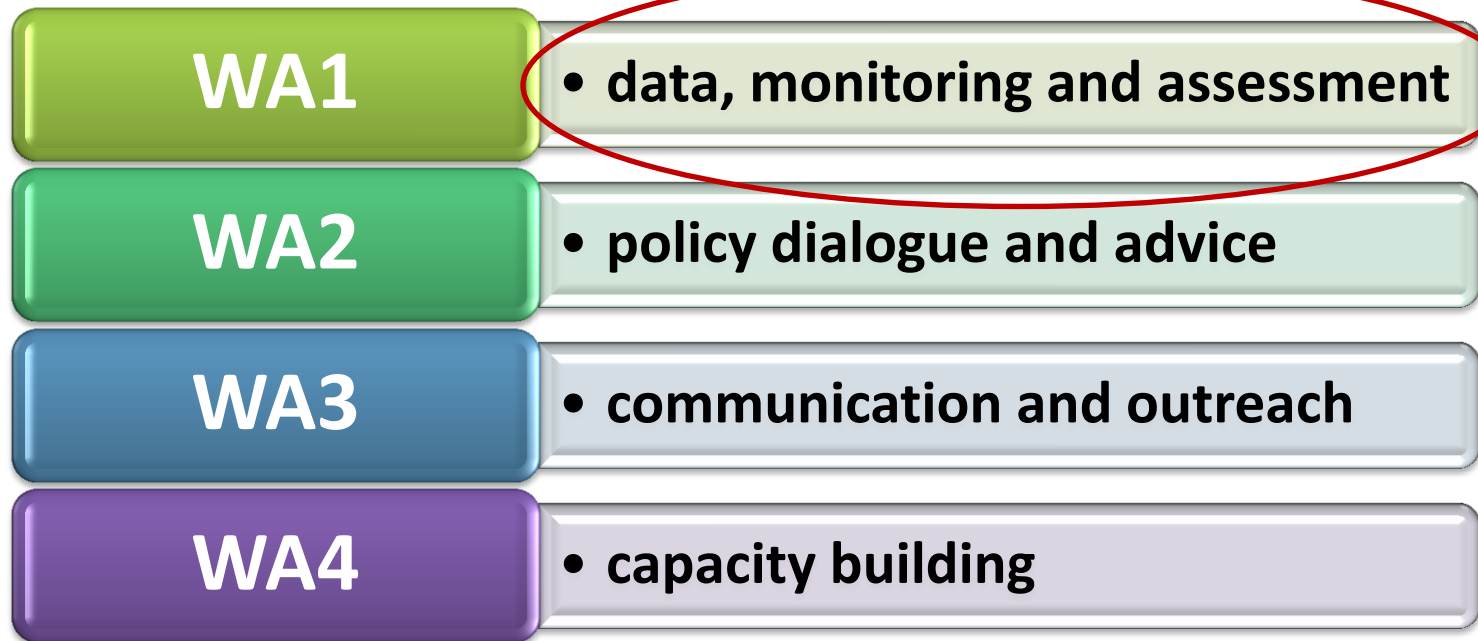 WA1
• data, monitoring and assessment
WA2
• policy dialogue and advice
WA3
• communication and outreach
WA4
• capacity building